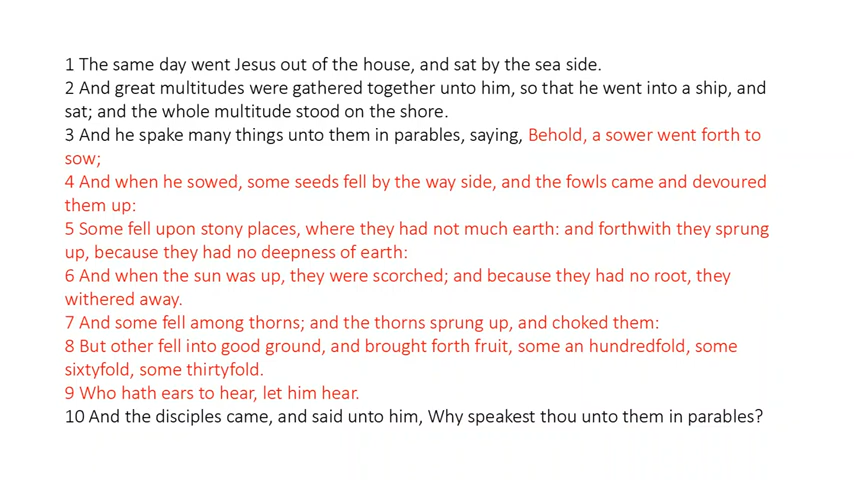 1 The same day went Jesus out of the house, and sat by the sea side.
2 And great multitudes were gathered together unto him, so that he went into a ship, and
sat; and the whole multitude stood on the shore.
3 And he spake many things unto them in parables, saying, Behold, a sower went forth to
sow;
4 And when he sowed, some seeds fell by the way side, and the fowls came and devoured
them up:
5 Some fell upon stony places, where they had not much earth: and forthwith they sprung
up, because they had no deepness of earth:
6 And when the sun was up, they were scorched; and because they had no root, they
withered away.
7 And some fell among thorns; and the thorns sprung up, and choked them:
8 But other fell into good ground, and brought forth fruit, some an hundredfold, some
sixtyfold, some thirtyfold.
9 Who hath ears to hear, let him hear.
10 And the disciples came, and said unto him, Why speakest thou unto them in parables?